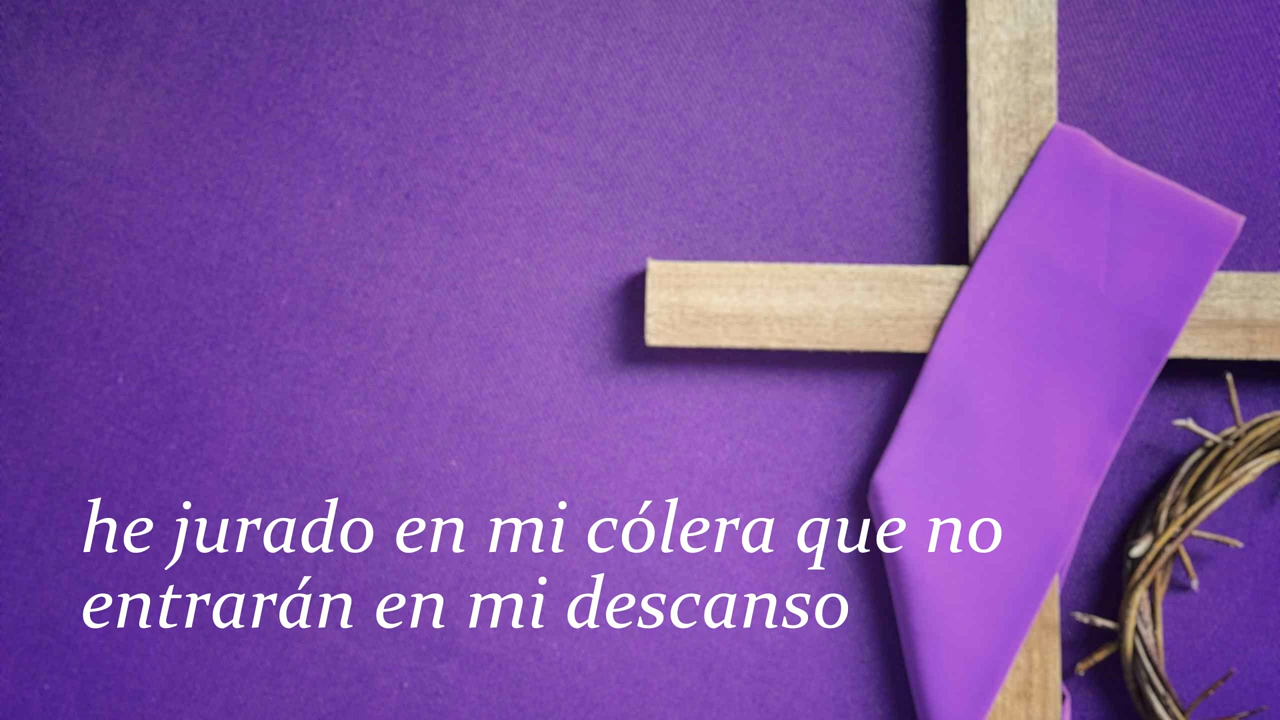 he jurado en mi cólera que no
entrarán en mi descanso